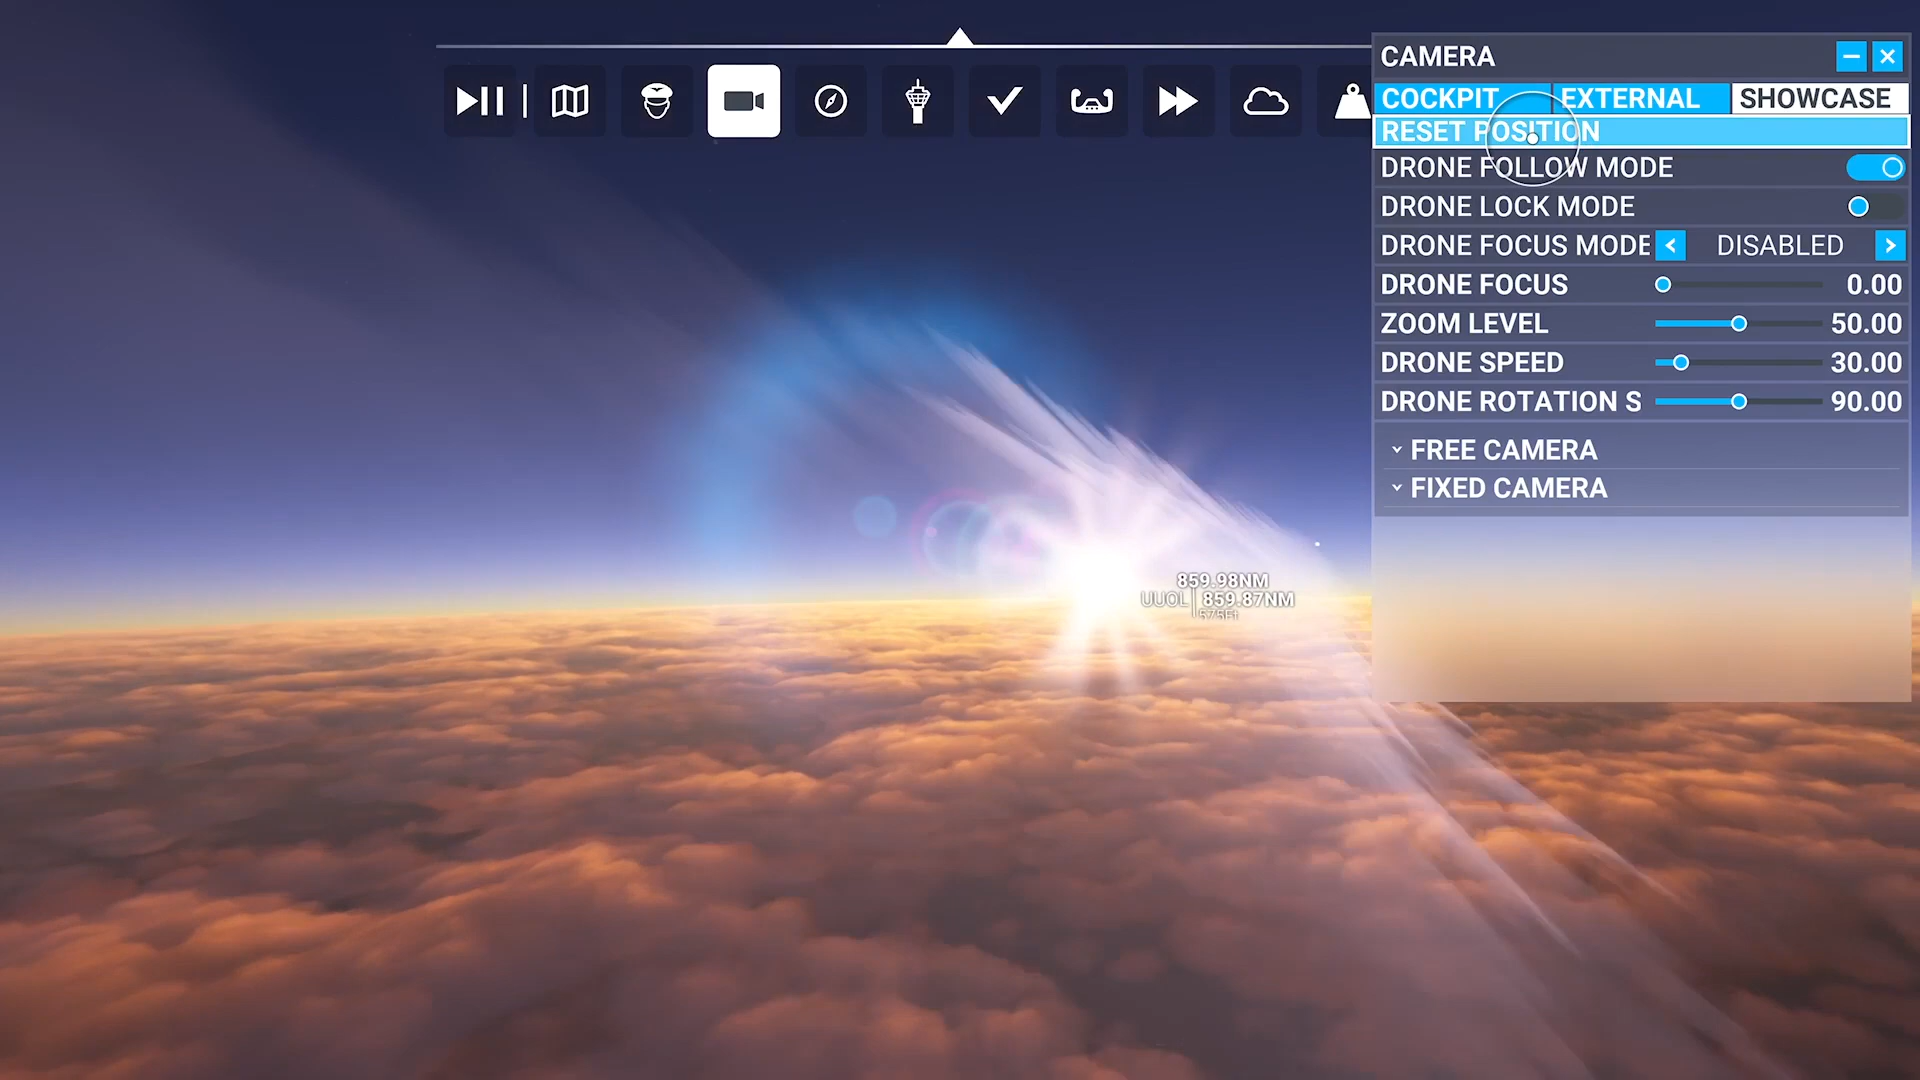 CAMERA
COCKPIT EXTERNAL SHOWCASE
RESET POSITION
DRONE FOLLOW MODE
DRONE LOCK MODE
DRONE FOCUS MODE DISABLED
DRONE FOCUS 0.00
ZOOM LEVEL 50.00
DRONE SPEED 30.00
DRONE ROTATION S 90.00
FREE CAMERA
FIXED CAMERA
859.98NM
UUOL 859.87NM
575Ft